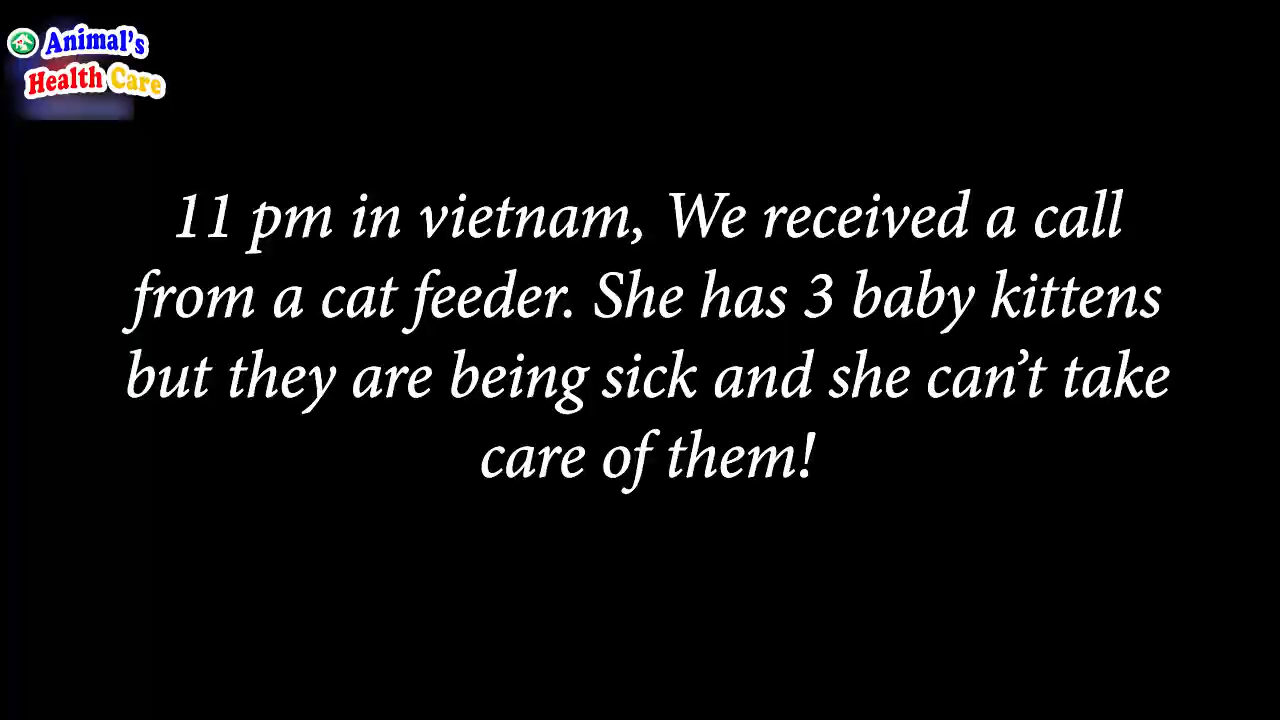 Animal's
Health Care
11 pm in vietnam, We received a call
from a cat feeder. She has 3 baby kittens
but they are being sick and she can’t take
care of them!